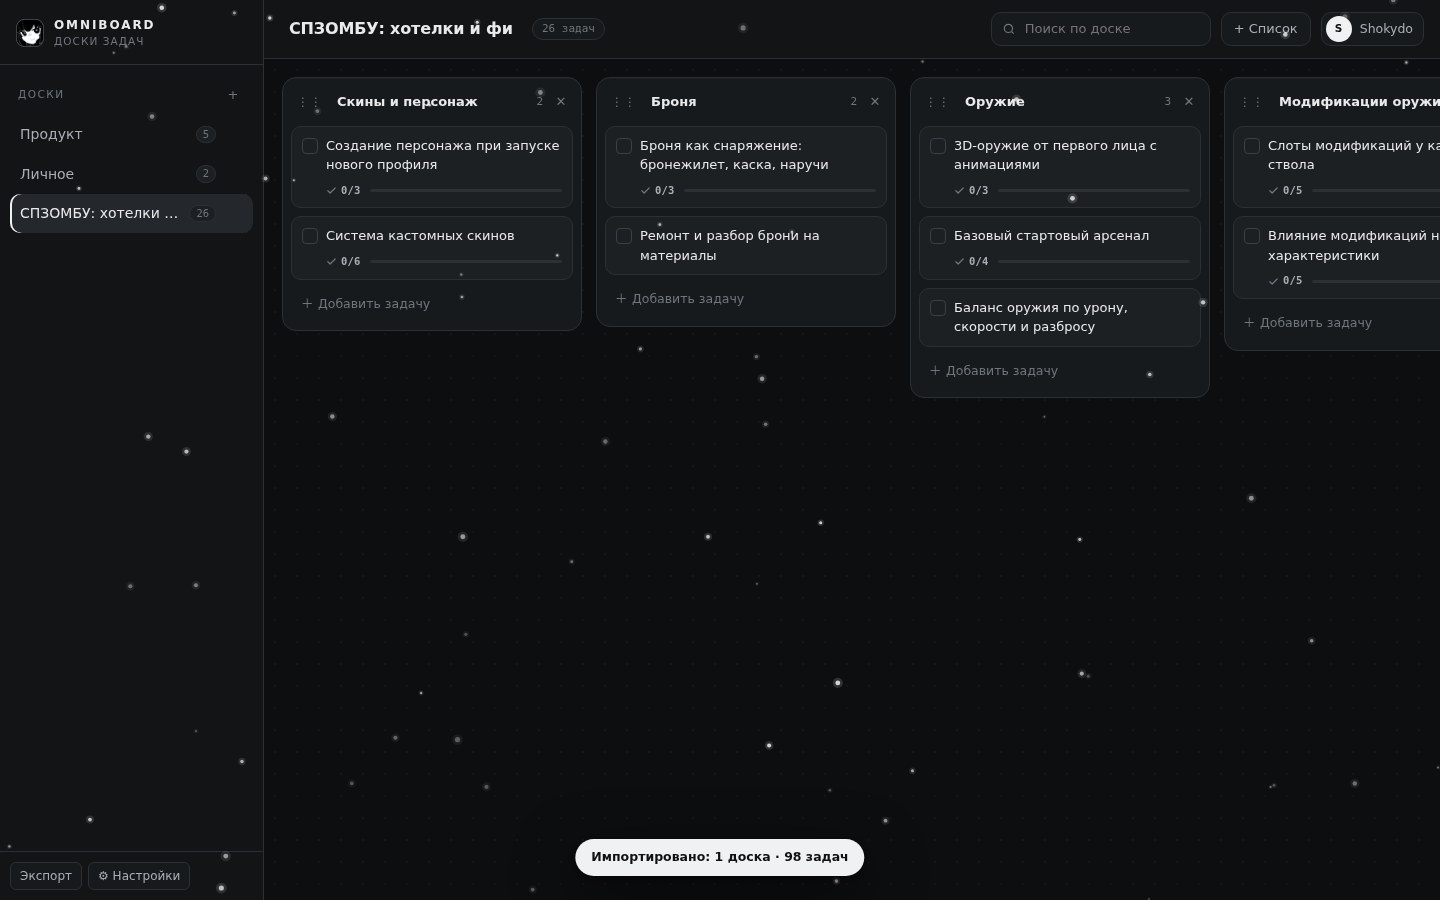 OMNIBOARD
ДОСКИ ЗАДАЧ
ДОСКИ +
Продукт 5
Личное 2
СПЗОМБУ: хотелки ... 26
Экспорт
⚙ Настройки
СПЗОМБУ: хотелки и фи
26 задач
Поиск по доске
+ Список
S Shokydo
Скины и персонаж 2 ×
Создание персонажа при запуске
нового профиля
0/3
Система кастомных скинов
0/6
+ Добавить задачу
Броня 2 ×
Броня как снаряжение:
бронежилет, каска, наручи
0/3
Ремонт и разбор брони на
материалы
+ Добавить задачу
Оружие 3 ×
3D-оружие от первого лица с
анимациями
0/3
Базовый стартовый арсенал
0/4
Баланс оружия по урону,
скорости и разбросу
+ Добавить задачу
Модификации оружи
Слоты модификаций у ка
ствола
0/5
Влияние модификаций н
характеристики
0/5
+ Добавить задачу
Импортировано: 1 доска · 98 задач